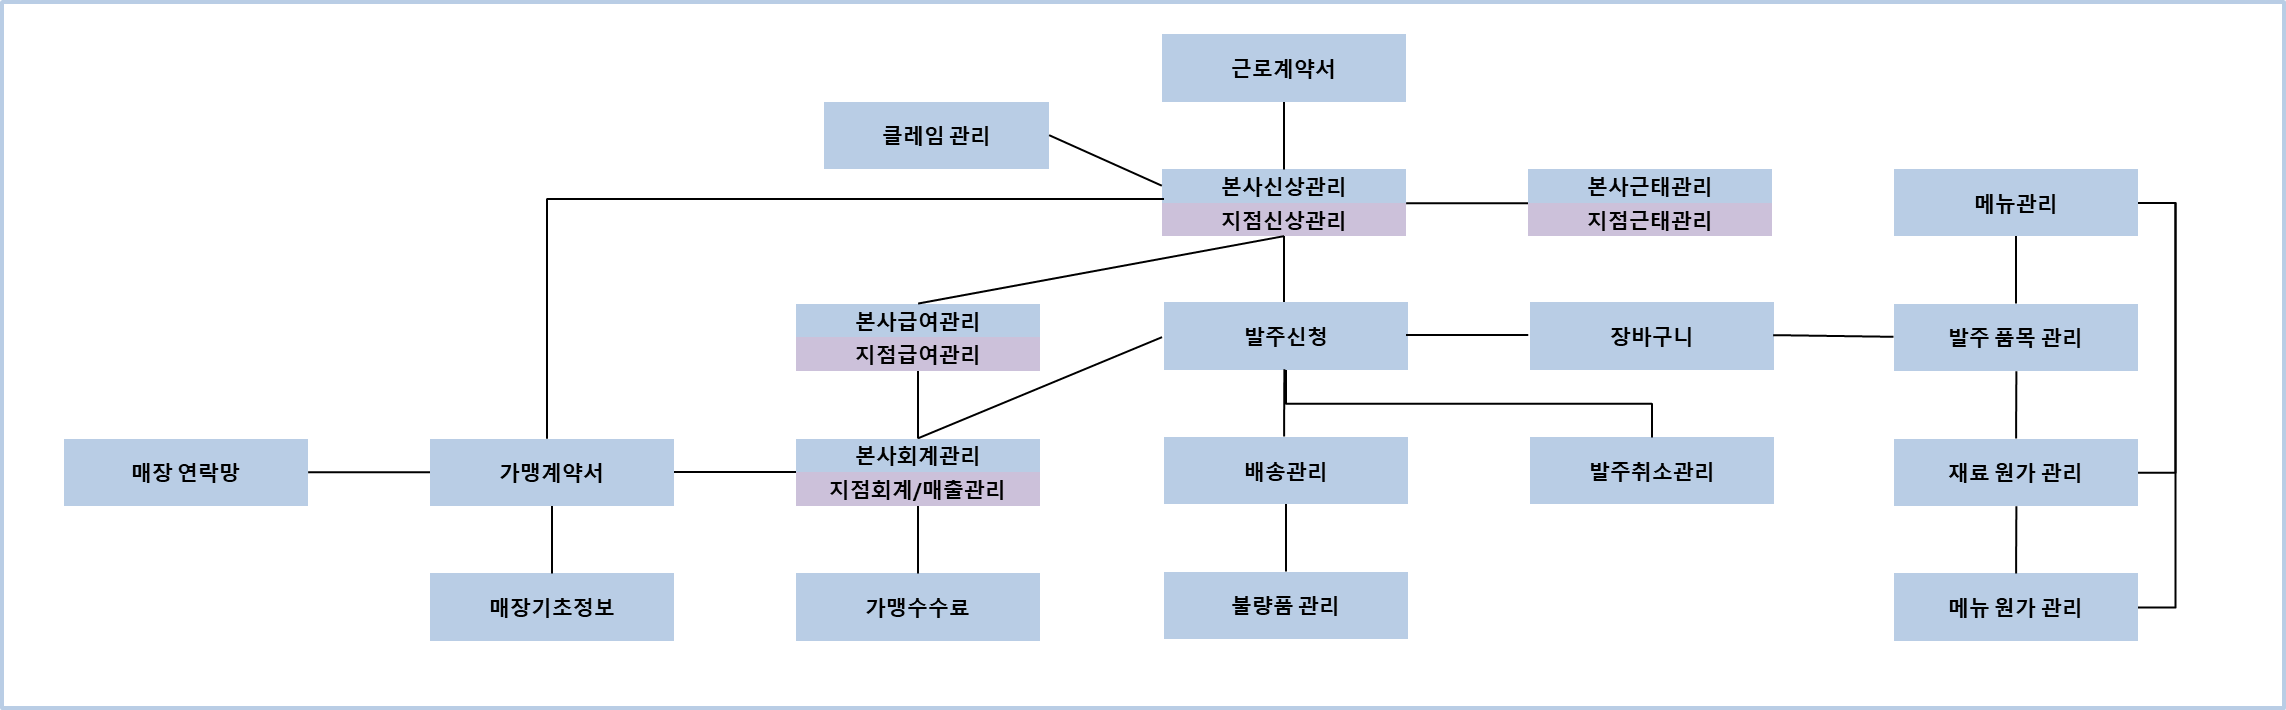 근로계약서
클레임 관리
본사신상관리
지점신상관리
본사근태관리
지점근태관리
메뉴관리
본사급여관리
지점급여관리
발주신청
장바구니
발주 품목 관리
매장 연락망
가맹계약서
본사회계관리
지점회계/매출관리
배송관리
발주취소관리
재료 원가 관리
매장기초정보
가맹수수료
불량품 관리
메뉴 원가 관리